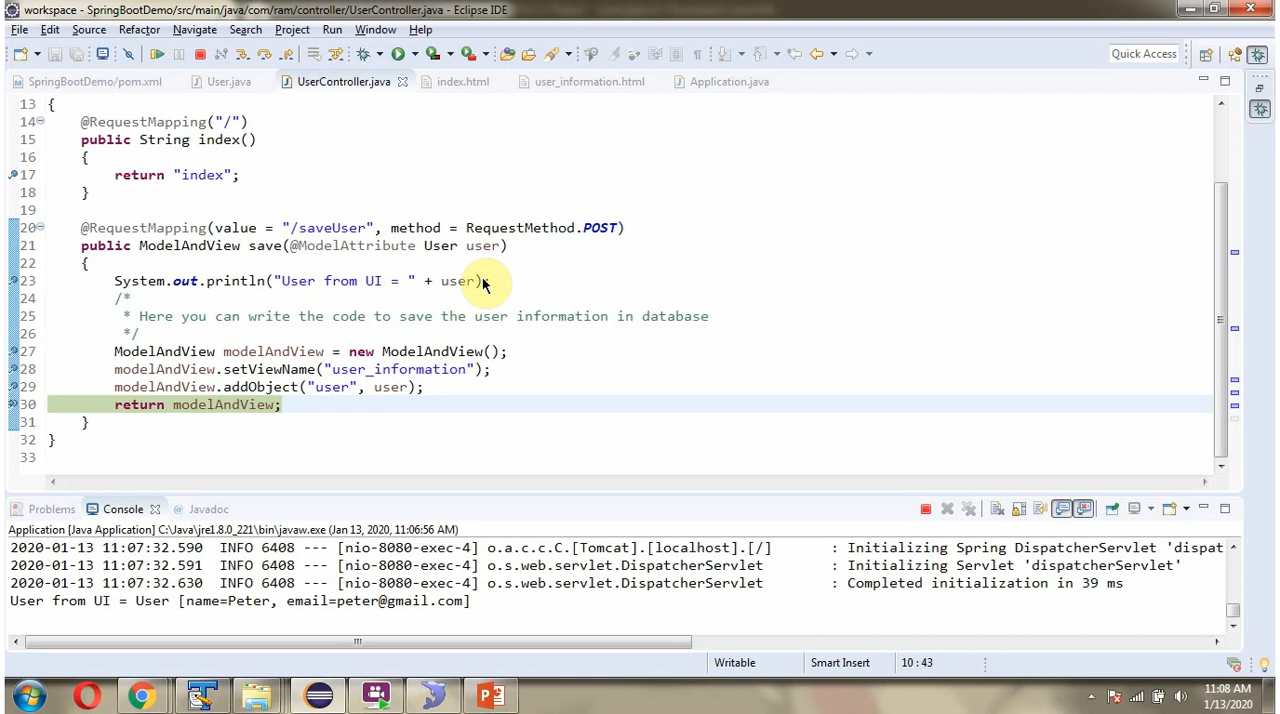 workspace - SpringBootDemo/src/main/java/com/ram/controller/UserController.java - Eclipse IDE
File Edit Source Refactor Navigate Search Project Run Window Help
Quick Access
SpringBootDemo/pom.xml User.java UserController.java index.html user_information.html Application.java
13 {
14 @RequestMapping("/")
15 public String index()
16 {
17 return "index";
18 }
19
20 @RequestMapping(value = "/saveUser", method = RequestMethod.POST)
21 public ModelAndView save(@ModelAttribute User user)
22 {
23 System.out.println("User from UI = " + user);
24 /*
25 * Here you can write the code to save the user information in database
26 */
27 ModelAndView modelAndView = new ModelAndView();
28 modelAndView.setViewName("user_information");
29 modelAndView.addObject("user", user);
30 return modelAndView;
31 }
32 }
33
Problems Console Javadoc
Application [Java Application] C:\Java\jre1.8.0_221\bin\javaw.exe (Jan 13, 2020, 11:06:56 AM)
2020-01-13 11:07:32.590 INFO 6408 --- [nio-8080-exec-4] o.a.c.c.C.[Tomcat].[localhost].[/] : Initializing Spring DispatcherServlet 'dispat
2020-01-13 11:07:32.591 INFO 6408 --- [nio-8080-exec-4] o.s.web.servlet.DispatcherServlet : Initializing Servlet 'dispatcherServlet'
2020-01-13 11:07:32.630 INFO 6408 --- [nio-8080-exec-4] o.s.web.servlet.DispatcherServlet : Completed initialization in 39 ms
User from UI = User [name=Peter, email=peter@gmail.com]
Writable Smart Insert 10 : 43
11:08 AM
1/13/2020